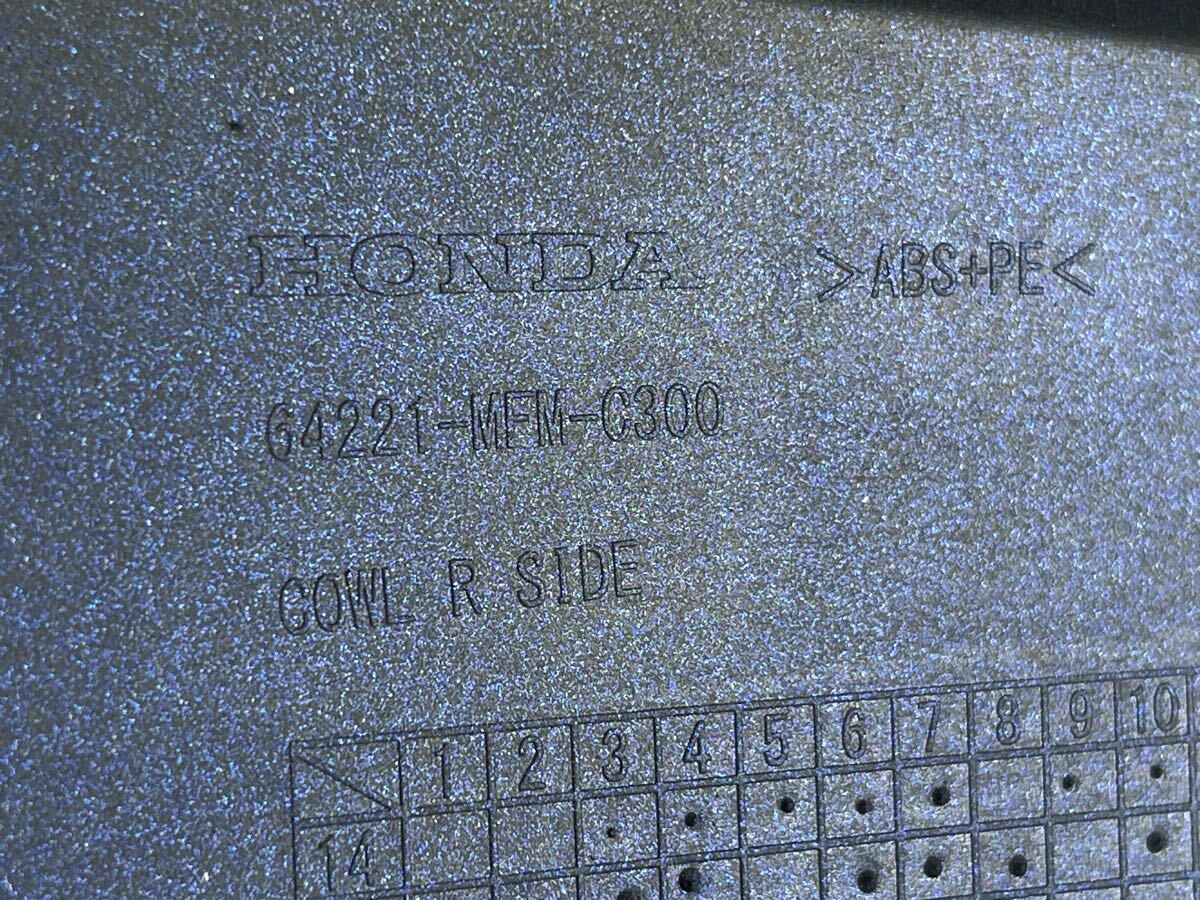 HONDA >ABS+PE<
64221-MFM-C300
COWL R SIDE
1 2 3 4 5 6 7 8 9 10
14